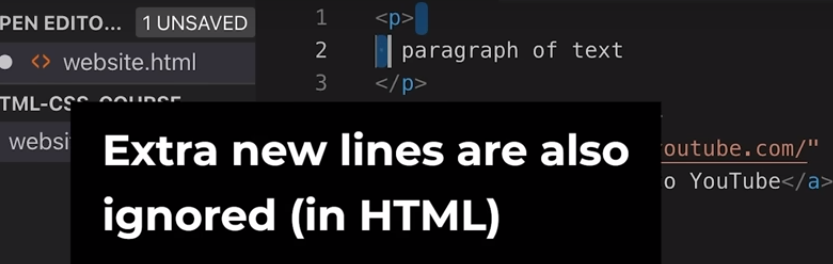 PEN EDITO... 1 UNSAVED
<> website.html
TML-CSS-COURSE
websi
1 <p>
2 paragraph of text
3 </p>
outube.com/"
o YouTube</a>
Extra new lines are also
ignored (in HTML)